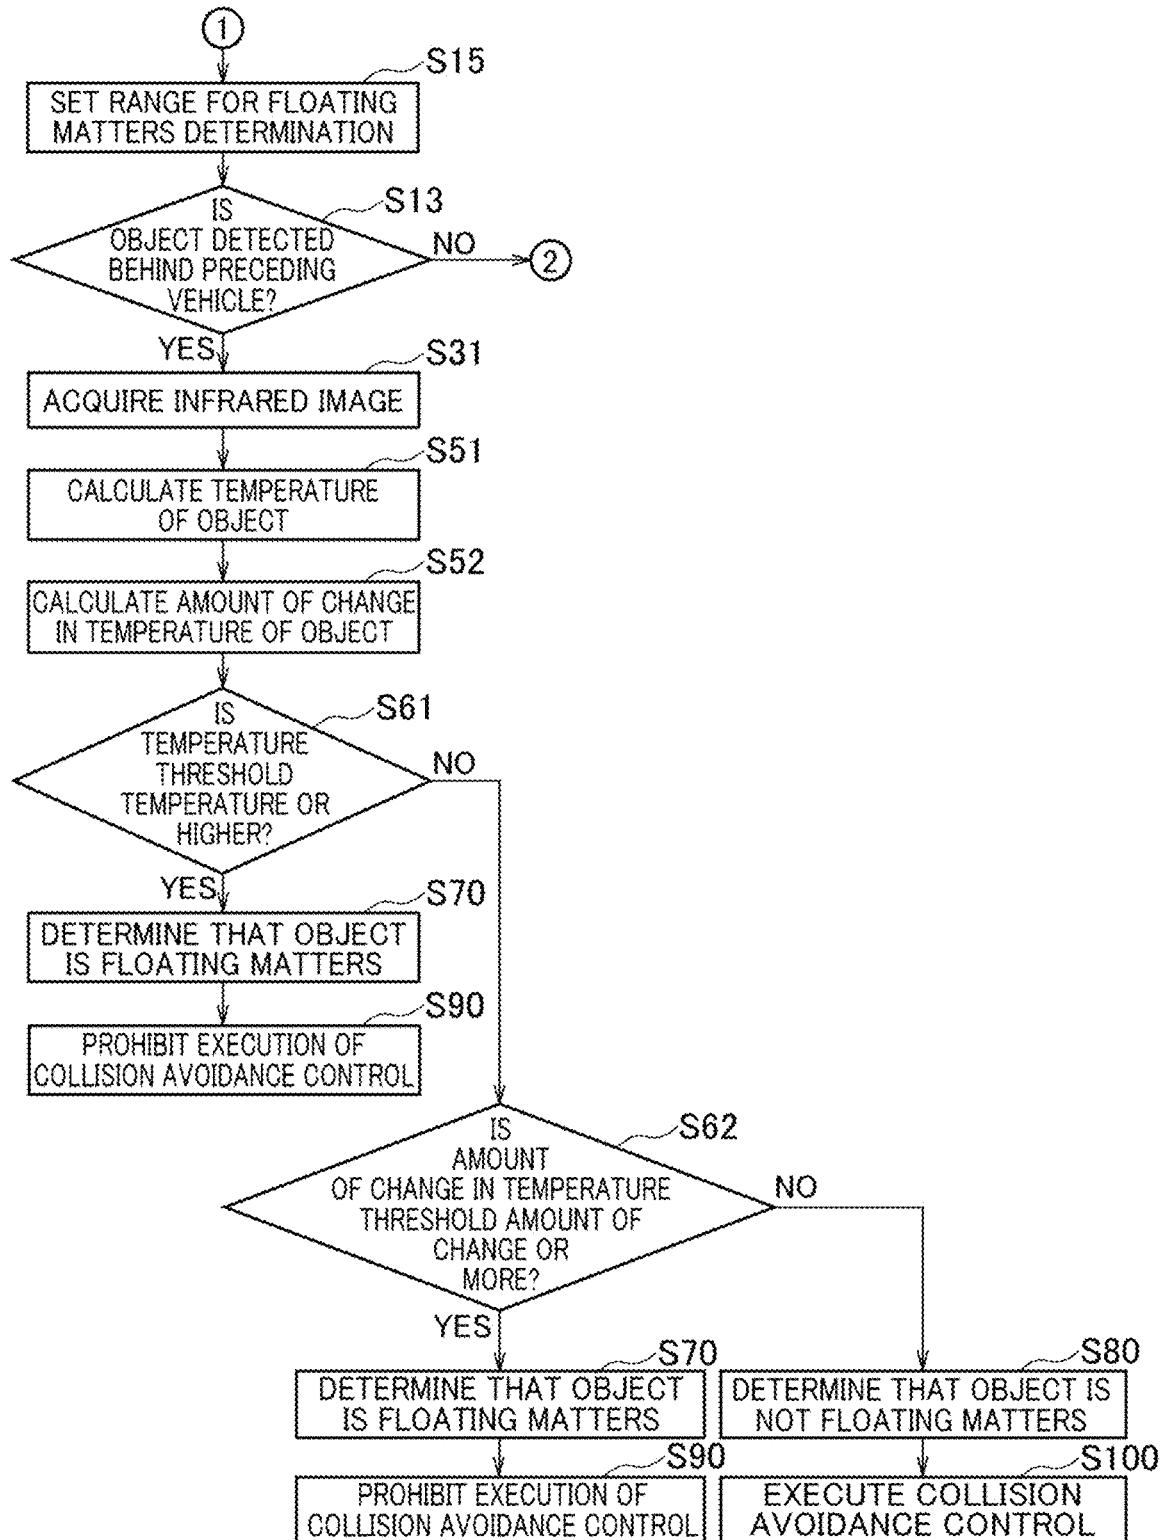 1
S15
SET RANGE FOR FLOATING
MATTERS DETERMINATION
S13
IS
OBJECT DETECTED
BEHIND PRECEDING
VEHICLE?
NO
2
YES
S31
ACQUIRE INFRARED IMAGE
S51
CALCULATE TEMPERATURE
OF OBJECT
S52
CALCULATE AMOUNT OF CHANGE
IN TEMPERATURE OF OBJECT
S61
IS
TEMPERATURE
THRESHOLD
TEMPERATURE OR
HIGHER?
NO
YES
S70
DETERMINE THAT OBJECT
IS FLOATING MATTERS
S90
PROHIBIT EXECUTION OF
COLLISION AVOIDANCE CONTROL
S62
IS
AMOUNT
OF CHANGE IN TEMPERATURE
THRESHOLD AMOUNT OF
CHANGE OR
MORE?
NO
YES
S70
DETERMINE THAT OBJECT
IS FLOATING MATTERS
S90
PROHIBIT EXECUTION OF
COLLISION AVOIDANCE CONTROL
S80
DETERMINE THAT OBJECT IS
NOT FLOATING MATTERS
S100
EXECUTE COLLISION
AVOIDANCE CONTROL